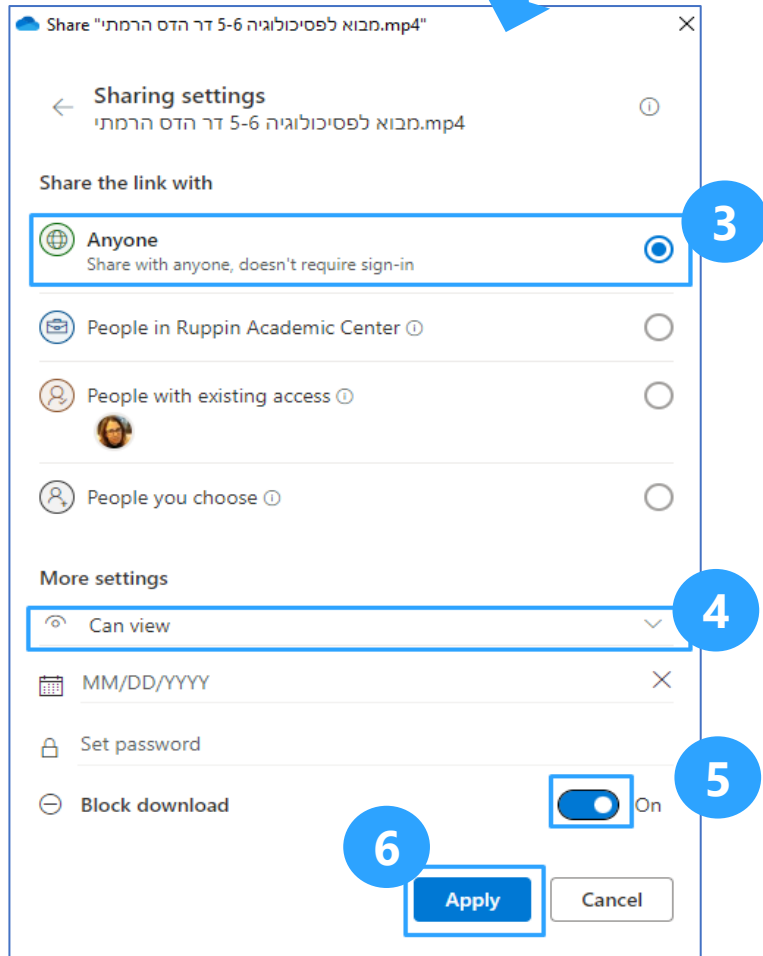 Share "מבוא לפסיכולוגיה 5-6 דר הדס הרמתי.mp4"
Sharing settings
מבוא לפסיכולוגיה 5-6 דר הדס הרמתי.mp4
Share the link with
Anyone
Share with anyone, doesn't require sign-in
3
People in Ruppin Academic Center
People with existing access
People you choose
More settings
Can view
4
MM/DD/YYYY
Set password
Block download
On
5
6
Apply
Cancel